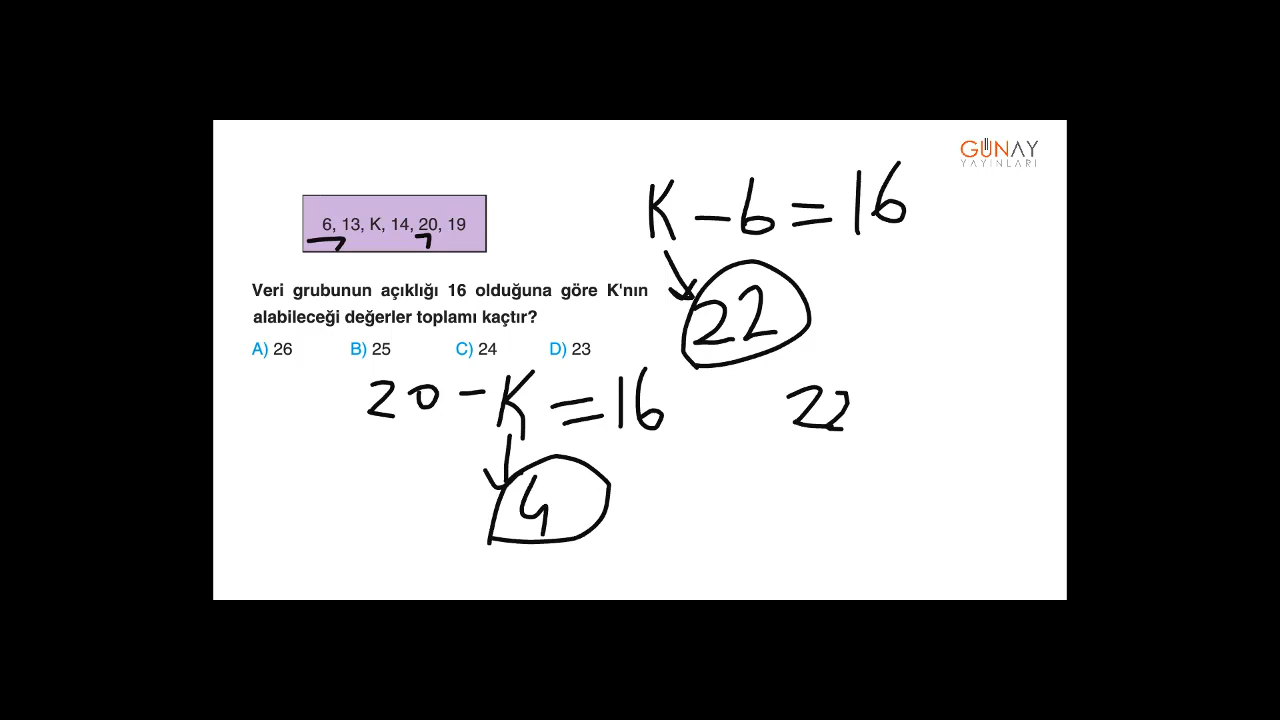 GÜNAY
YAYINLARI
K - 6 = 16
6, 13, K, 14, 20, 19
22
Veri grubunun açıklığı 16 olduğuna göre K'nın
alabileceği değerler toplamı kaçtır?
A) 26 B) 25 C) 24 D) 23
20 - K = 16
22
4